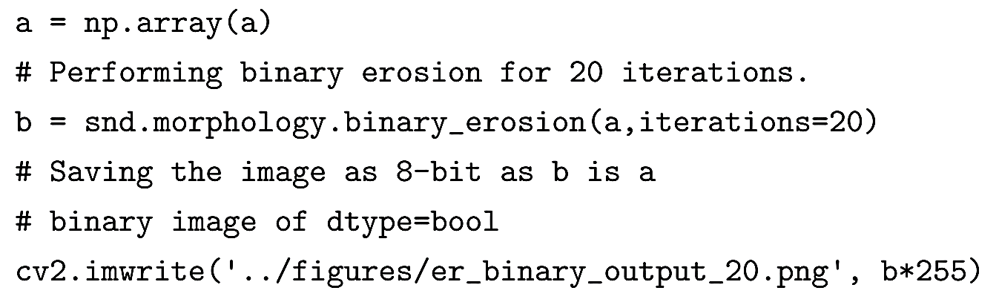 a = np.array(a)
# Performing binary erosion for 20 iterations.
b = snd.morphology.binary_erosion(a,iterations=20)
# Saving the image as 8-bit as b is a
# binary image of dtype=bool
cv2.imwrite('../figures/er_binary_output_20.png', b*255)